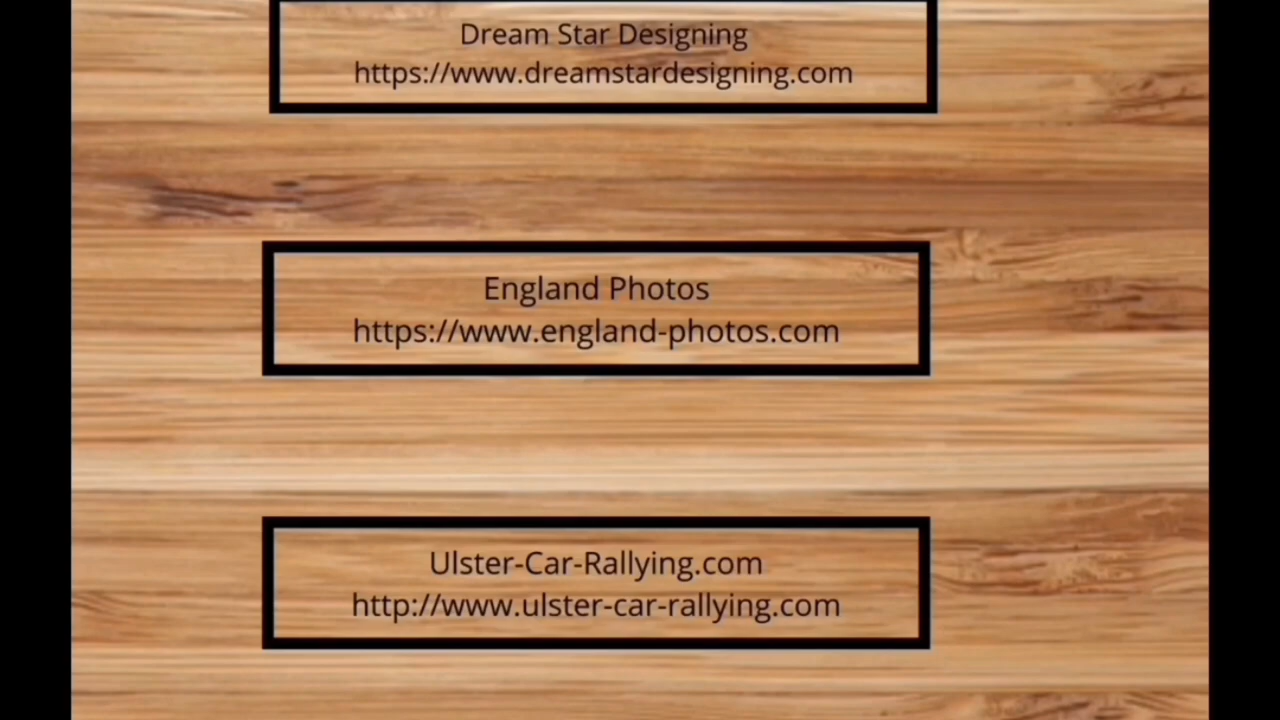 Dream Star Designing
https://www.dreamstardesigning.com
England Photos
https://www.england-photos.com
Ulster-Car-Rallying.com
http://www.ulster-car-rallying.com